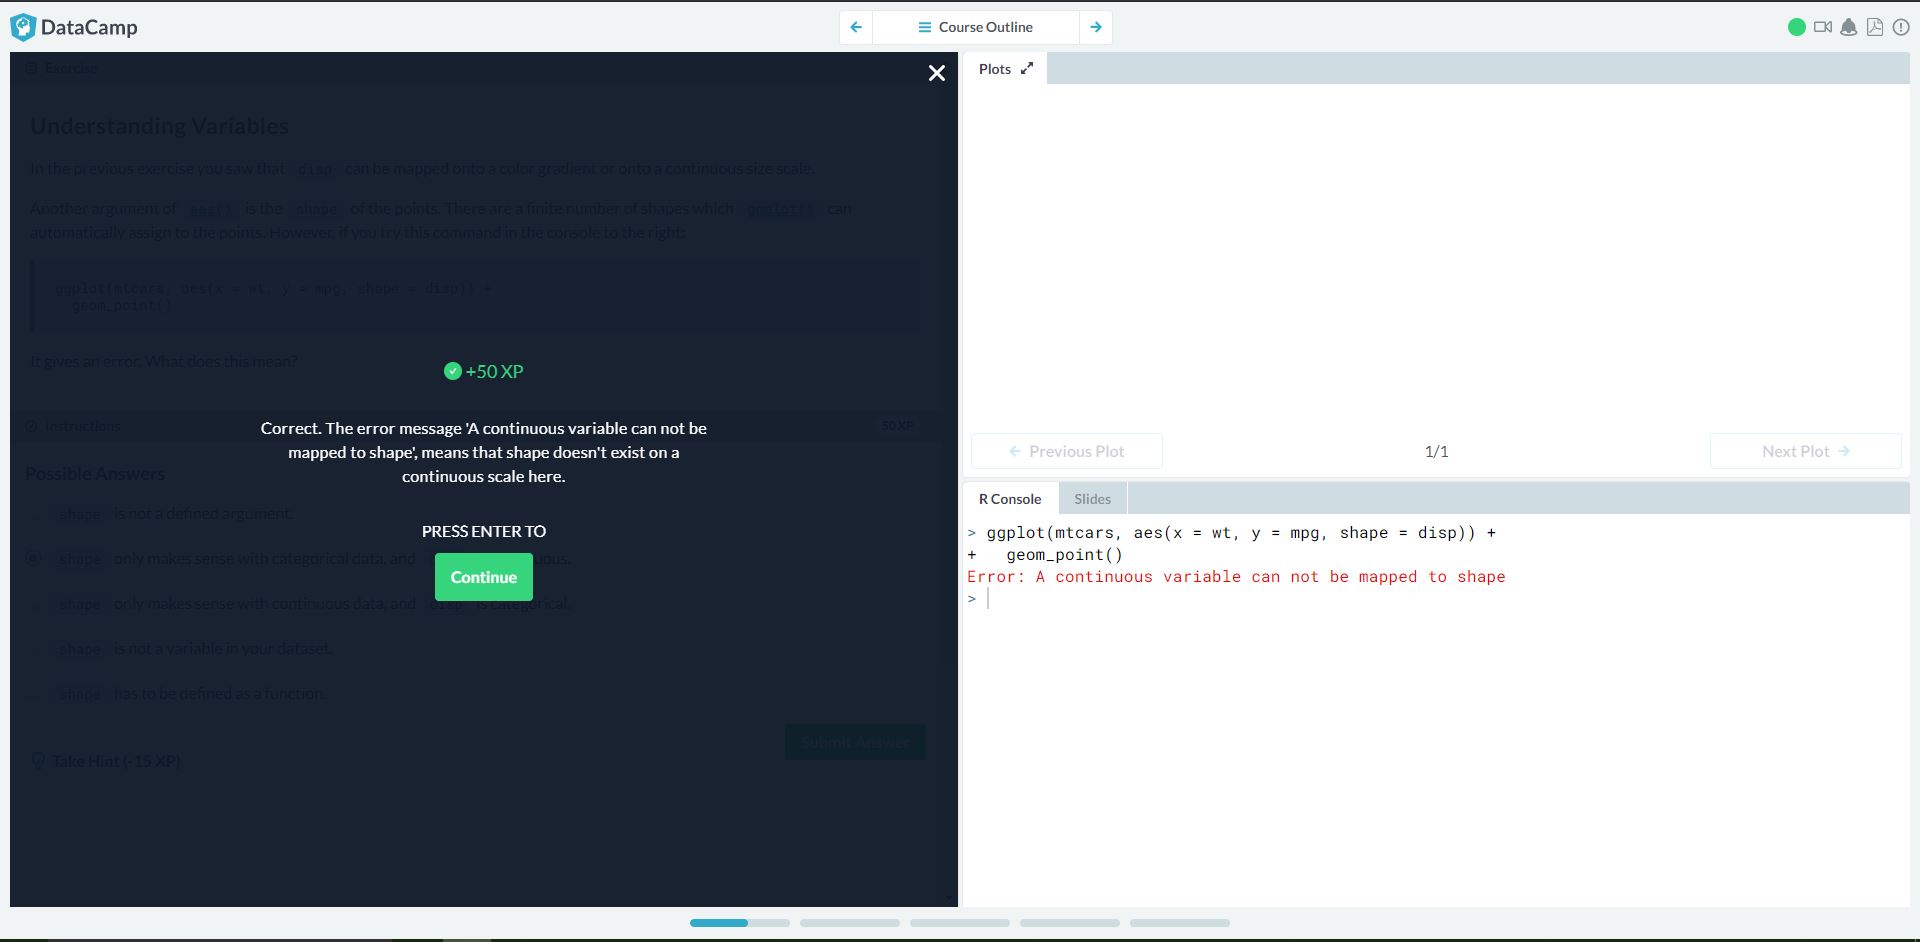 DataCamp
Course Outline
Exercise
Understanding Variables
In the previous exercise you saw that disp can be mapped onto a color gradient or onto a continuous size scale.
Another argument of aes() is the shape of the points. There are a finite number of shapes which ggplot() can
automatically assign to the points. However, if you try this command in the console to the right:
ggplot(mtcars, aes(x = wt, y = mpg, shape = disp)) +
geom_point()
It gives an error. What does this mean?
+50 XP
Correct. The error message 'A continuous variable can not be
mapped to shape', means that shape doesn't exist on a
continuous scale here.
PRESS ENTER TO
Continue
Instructions
50 XP
Possible Answers
shape is not a defined argument.
shape only makes sense with categorical data, and
shape only makes sense with continuous data, and disp is categorical.
shape is not a variable in your dataset.
shape has to be defined as a function.
Submit Answer
Take Hint (-15 XP)
Plots
Previous Plot
1/1
Next Plot
R Console
Slides
> ggplot(mtcars, aes(x = wt, y = mpg, shape = disp)) +
+ geom_point()
Error: A continuous variable can not be mapped to shape
>